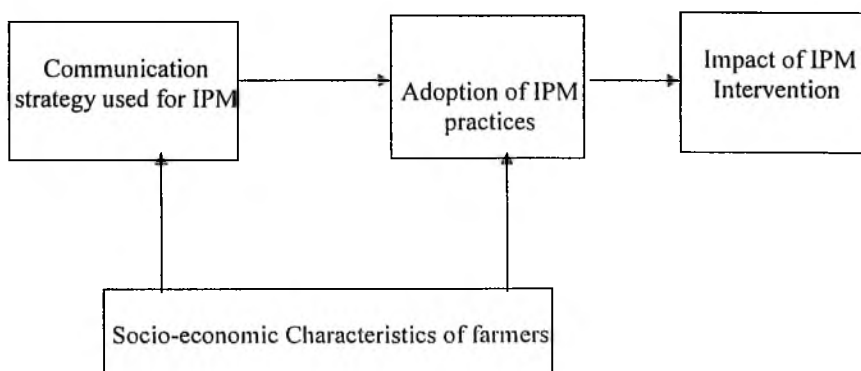 Communication
strategy used for IPM
Adoption of IPM
practices
Impact of IPM
Intervention
Socio-economic Characteristics of farmers